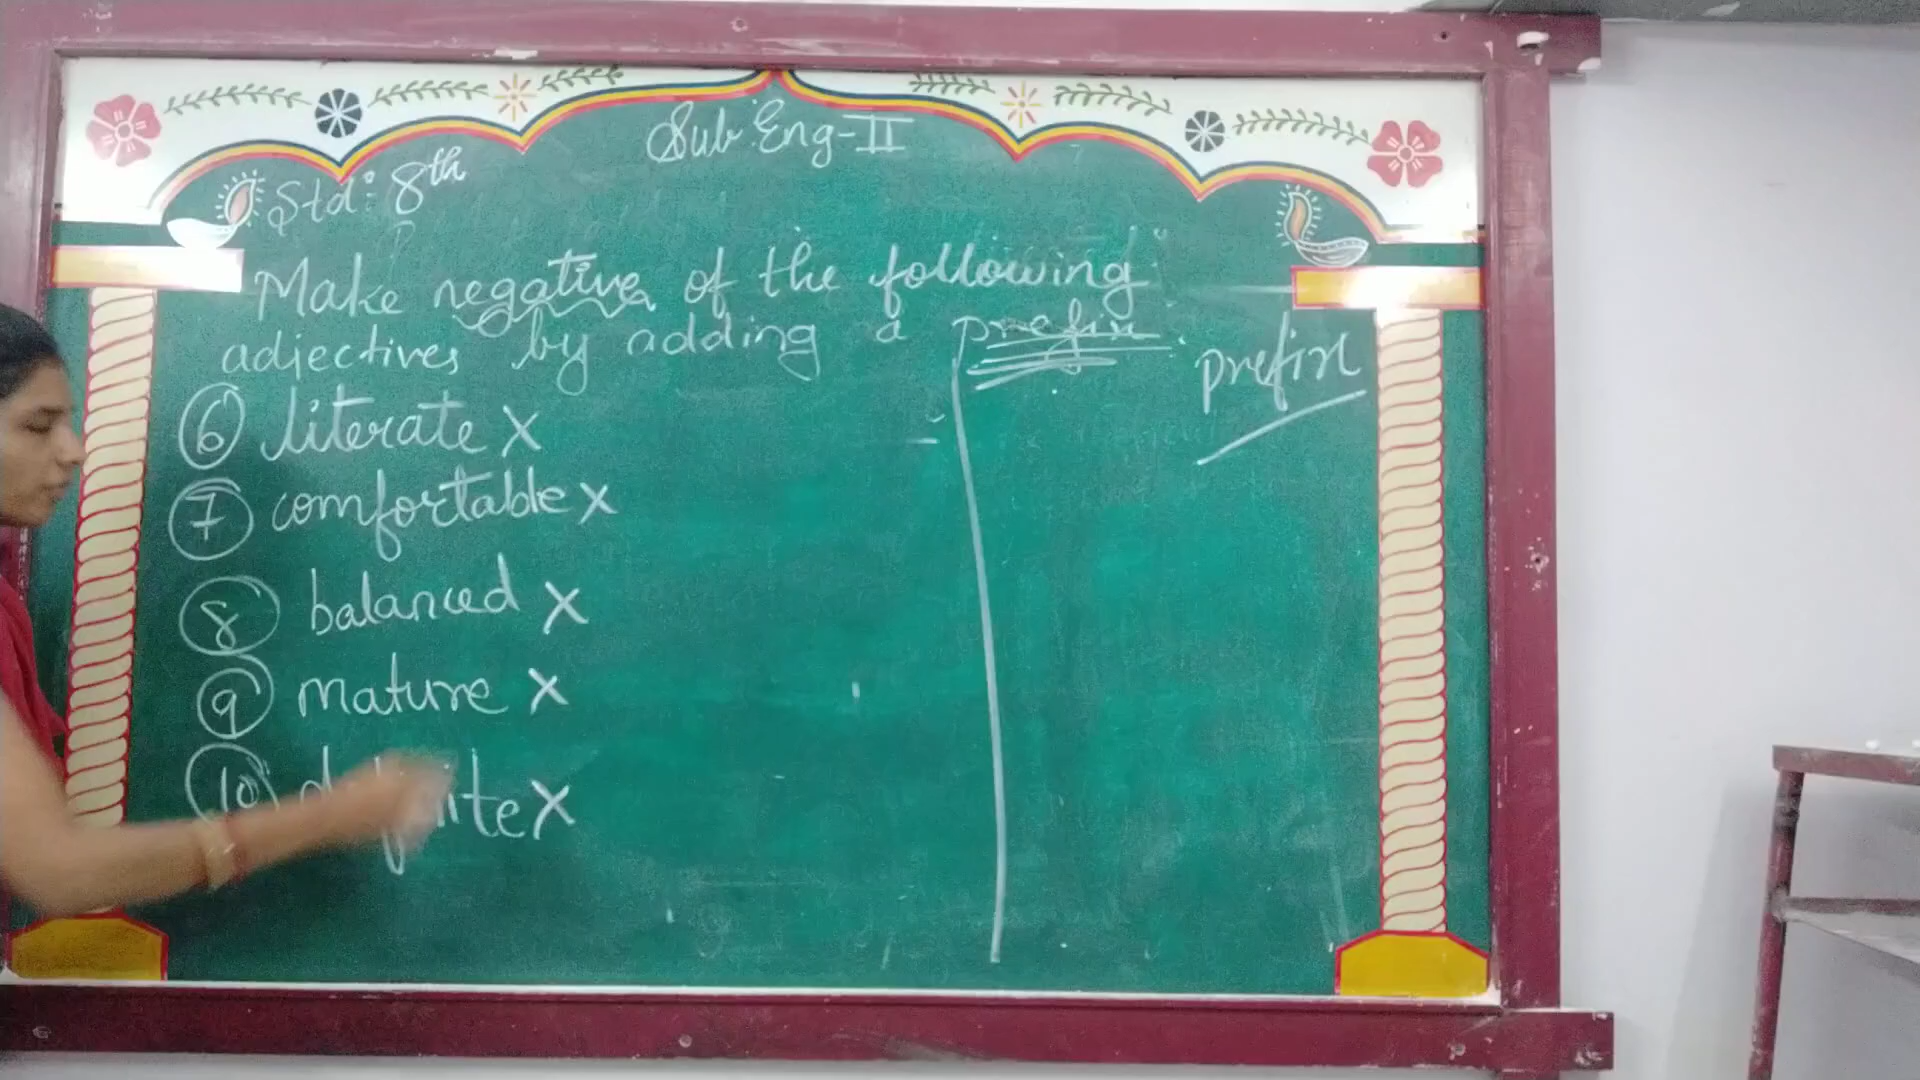 Sub: Eng-II
Std: 8th
Make negative of the following
adjectives by adding a prefix.
prefix
6 literate X
7 comfortable X
8 balanced X
9 mature X
10 X